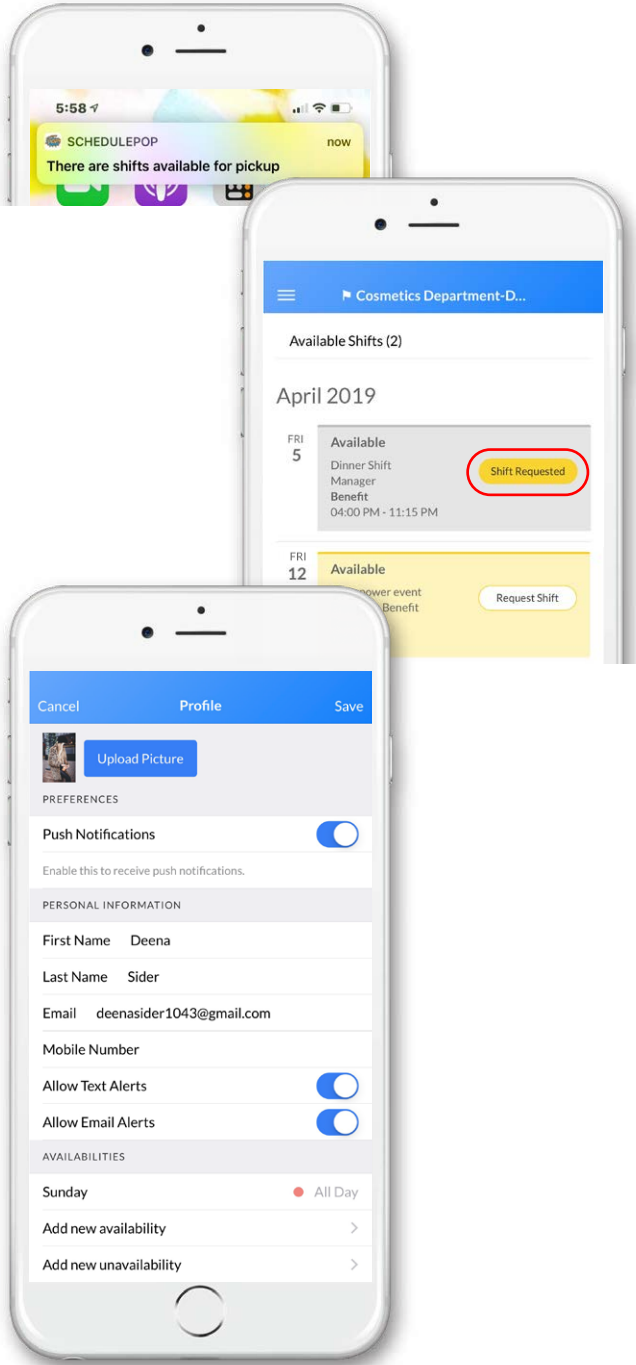 5:58
SCHEDULEPOP now
There are shifts available for pickup
Cosmetics Department-D...
Available Shifts (2)
April 2019
FRI
5
Available
Dinner Shift
Manager
Benefit
04:00 PM - 11:15 PM
Shift Requested
FRI
12
Available
power event
Benefit
Request Shift
Cancel Profile Save
Upload Picture
PREFERENCES
Push Notifications
Enable this to receive push notifications.
PERSONAL INFORMATION
First Name Deena
Last Name Sider
Email deenasider1043@gmail.com
Mobile Number
Allow Text Alerts
Allow Email Alerts
AVAILABILITIES
Sunday All Day
Add new availability
Add new unavailability